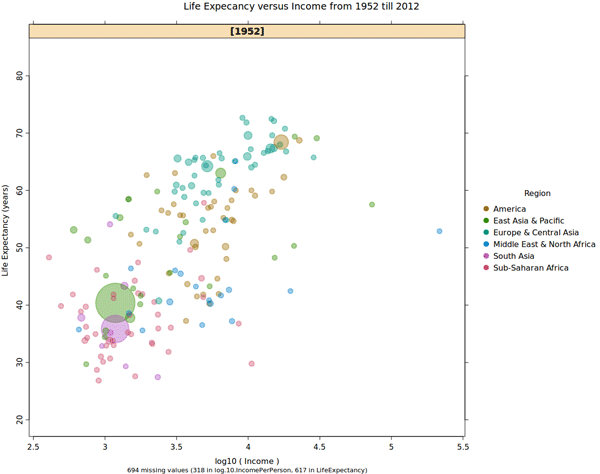 Life Expecancy versus Income from 1952 till 2012
[1952]
80
70
60
50
40
30
20
Life Expectancy (years)
2.5 3 3.5 4 4.5 5 5.5
log10 ( Income )
694 missing values (318 in log.10.IncomePerPerson, 617 in LifeExpectancy)
Region
America
East Asia & Pacific
Europe & Central Asia
Middle East & North Africa
South Asia
Sub-Saharan Africa